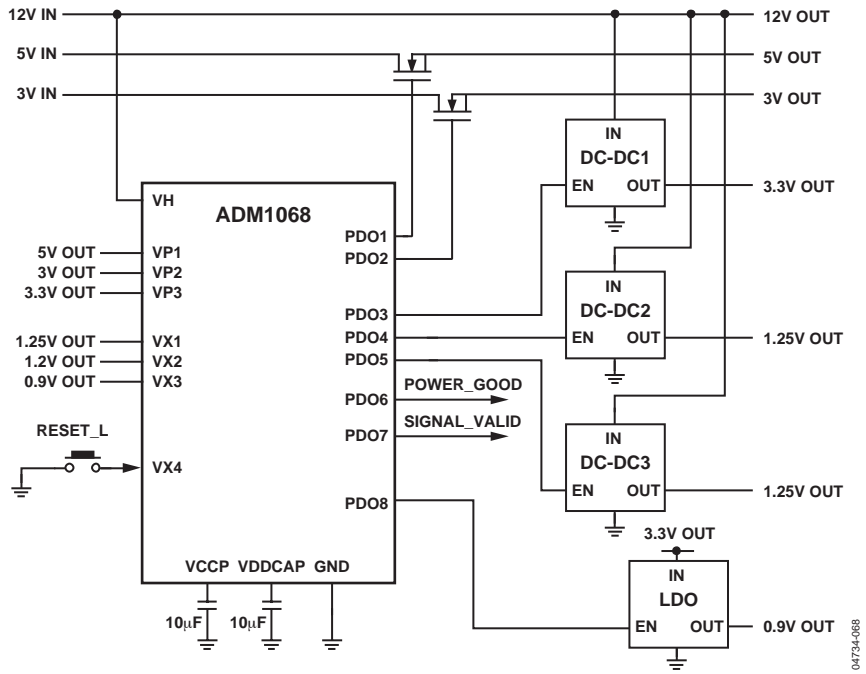 12V IN
12V OUT
5V IN
5V OUT
3V IN
3V OUT
IN
DC-DC1
EN OUT
3.3V OUT
VH
ADM1068
PDO1
PDO2
5V OUT VP1
3V OUT VP2
3.3V OUT VP3
IN
DC-DC2
EN OUT
1.25V OUT
PDO3
PDO4
PDO5
1.25V OUT VX1
1.2V OUT VX2
0.9V OUT VX3
PDO6
POWER_GOOD
PDO7
SIGNAL_VALID
RESET_L
VX4
IN
DC-DC3
EN OUT
1.25V OUT
PDO8
3.3V OUT
IN
LDO
EN OUT
0.9V OUT
VCCP VDDCAP GND
10μF 10μF
04734-068